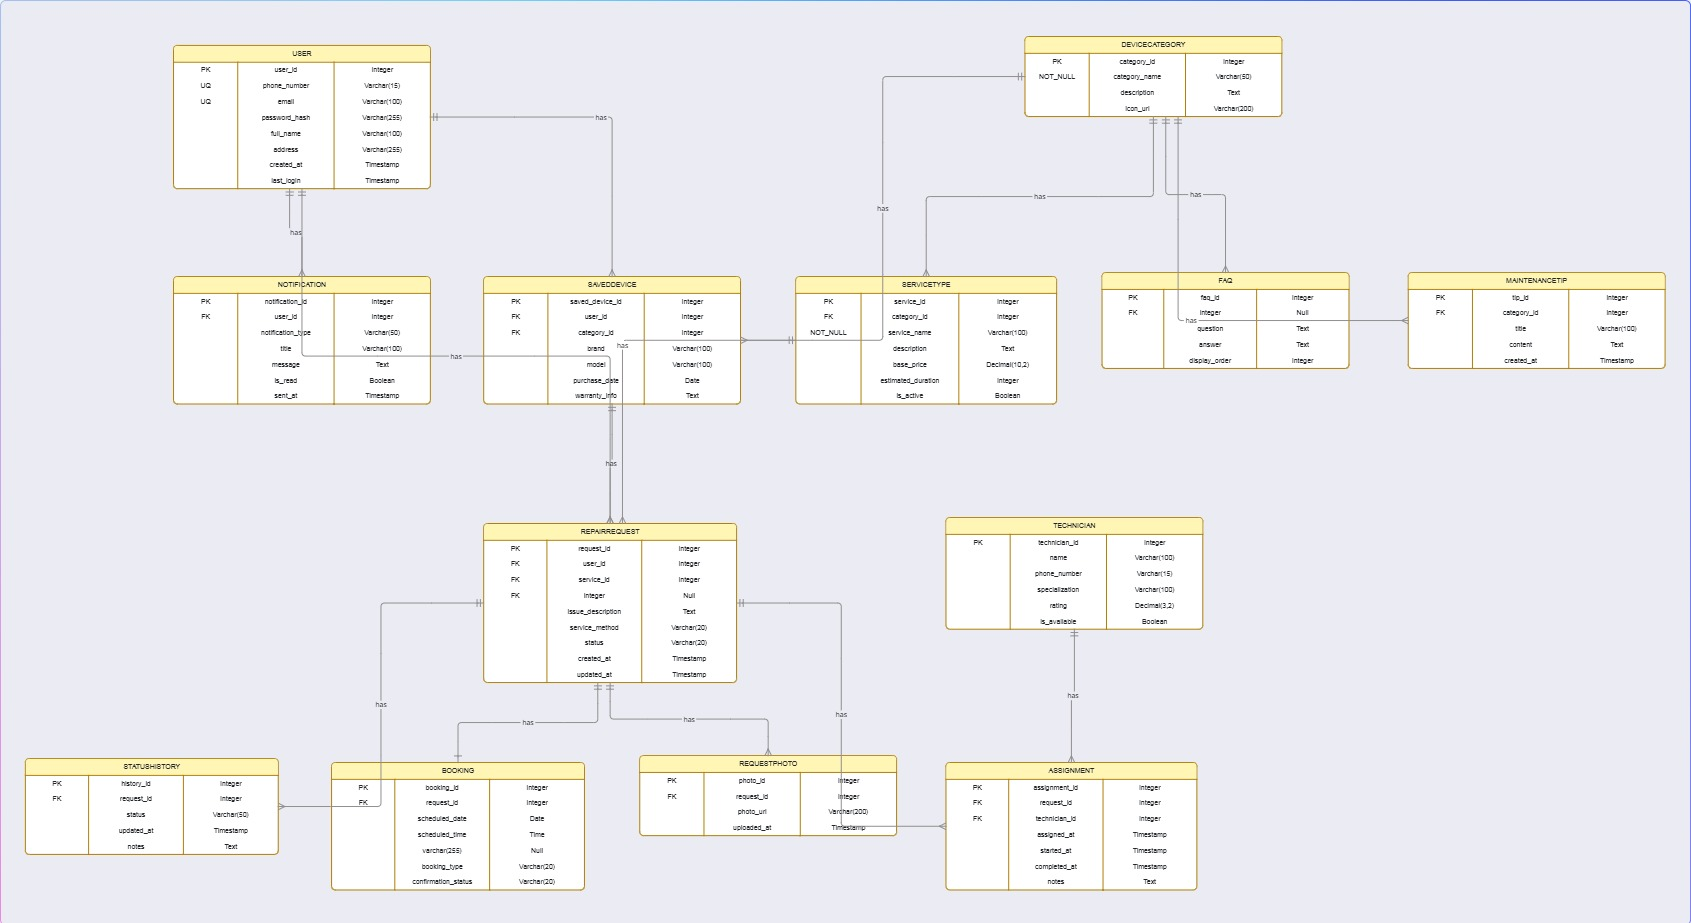 USER
PK user_id Integer
UQ phone_number Varchar(15)
UQ email Varchar(100)
password_hash Varchar(255)
full_name Varchar(100)
address Varchar(255)
created_at Timestamp
last_login Timestamp
DEVICECATEGORY
PK category_id Integer
NOT_NULL category_name Varchar(50)
description Text
icon_url Varchar(200)
has
has
has
has
has
NOTIFICATION
PK notification_id Integer
FK user_id Integer
notification_type Varchar(50)
title Varchar(100)
message Text
is_read Boolean
sent_at Timestamp
has
SAVEDDEVICE
PK saved_device_id Integer
FK user_id Integer
FK category_id Integer
brand Varchar(100)
model Varchar(100)
purchase_date Date
warranty_info Text
has
SERVICETYPE
PK service_id Integer
FK category_id Integer
NOT_NULL service_name Varchar(100)
description Text
base_price Decimal(10,2)
estimated_duration Integer
is_active Boolean
FAQ
PK faq_id Integer
FK Integer Null
question Text
answer Text
display_order Integer
has
MAINTENANCETIP
PK tip_id Integer
FK category_id Integer
title Varchar(100)
content Text
created_at Timestamp
has
REPAIRREQUEST
PK request_id Integer
FK user_id Integer
FK service_id Integer
FK Integer Null
issue_description Text
service_method Varchar(20)
status Varchar(20)
created_at Timestamp
updated_at Timestamp
TECHNICIAN
PK technician_id Integer
name Varchar(100)
phone_number Varchar(15)
specialization Varchar(100)
rating Decimal(3,2)
is_available Boolean
has
has
has
has
has
STATUSHISTORY
PK history_id Integer
FK request_id Integer
status Varchar(50)
updated_at Timestamp
notes Text
BOOKING
PK booking_id Integer
FK request_id Integer
scheduled_date Date
scheduled_time Time
varchar(255) Null
booking_type Varchar(20)
confirmation_status Varchar(20)
REQUESTPHOTO
PK photo_id Integer
FK request_id Integer
photo_url Varchar(200)
uploaded_at Timestamp
ASSIGNMENT
PK assignment_id Integer
FK request_id Integer
FK technician_id Integer
assigned_at Timestamp
started_at Timestamp
completed_at Timestamp
notes Text